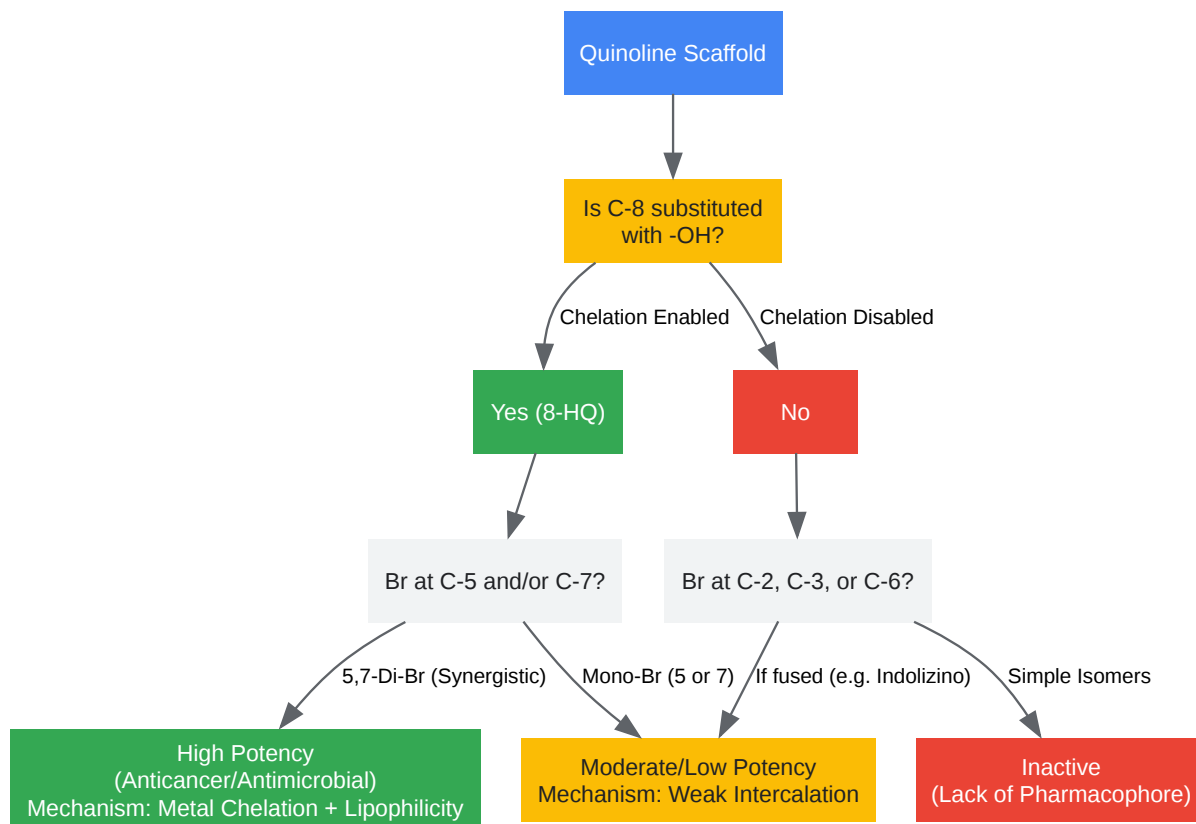 Quinoline Scaffold
Is C-8 substituted
with -OH?
Chelation Enabled
Chelation Disabled
Yes (8-HQ)
No
Br at C-5 and/or C-7?
Br at C-2, C-3, or C-6?
5,7-Di-Br (Synergistic)
Mono-Br (5 or 7)
If fused (e.g. Indolizino)
Simple Isomers
High Potency
(Anticancer/Antimicrobial)
Mechanism: Metal Chelation + Lipophilicity
Moderate/Low Potency
Mechanism: Weak Intercalation
Inactive
(Lack of Pharmacophore)